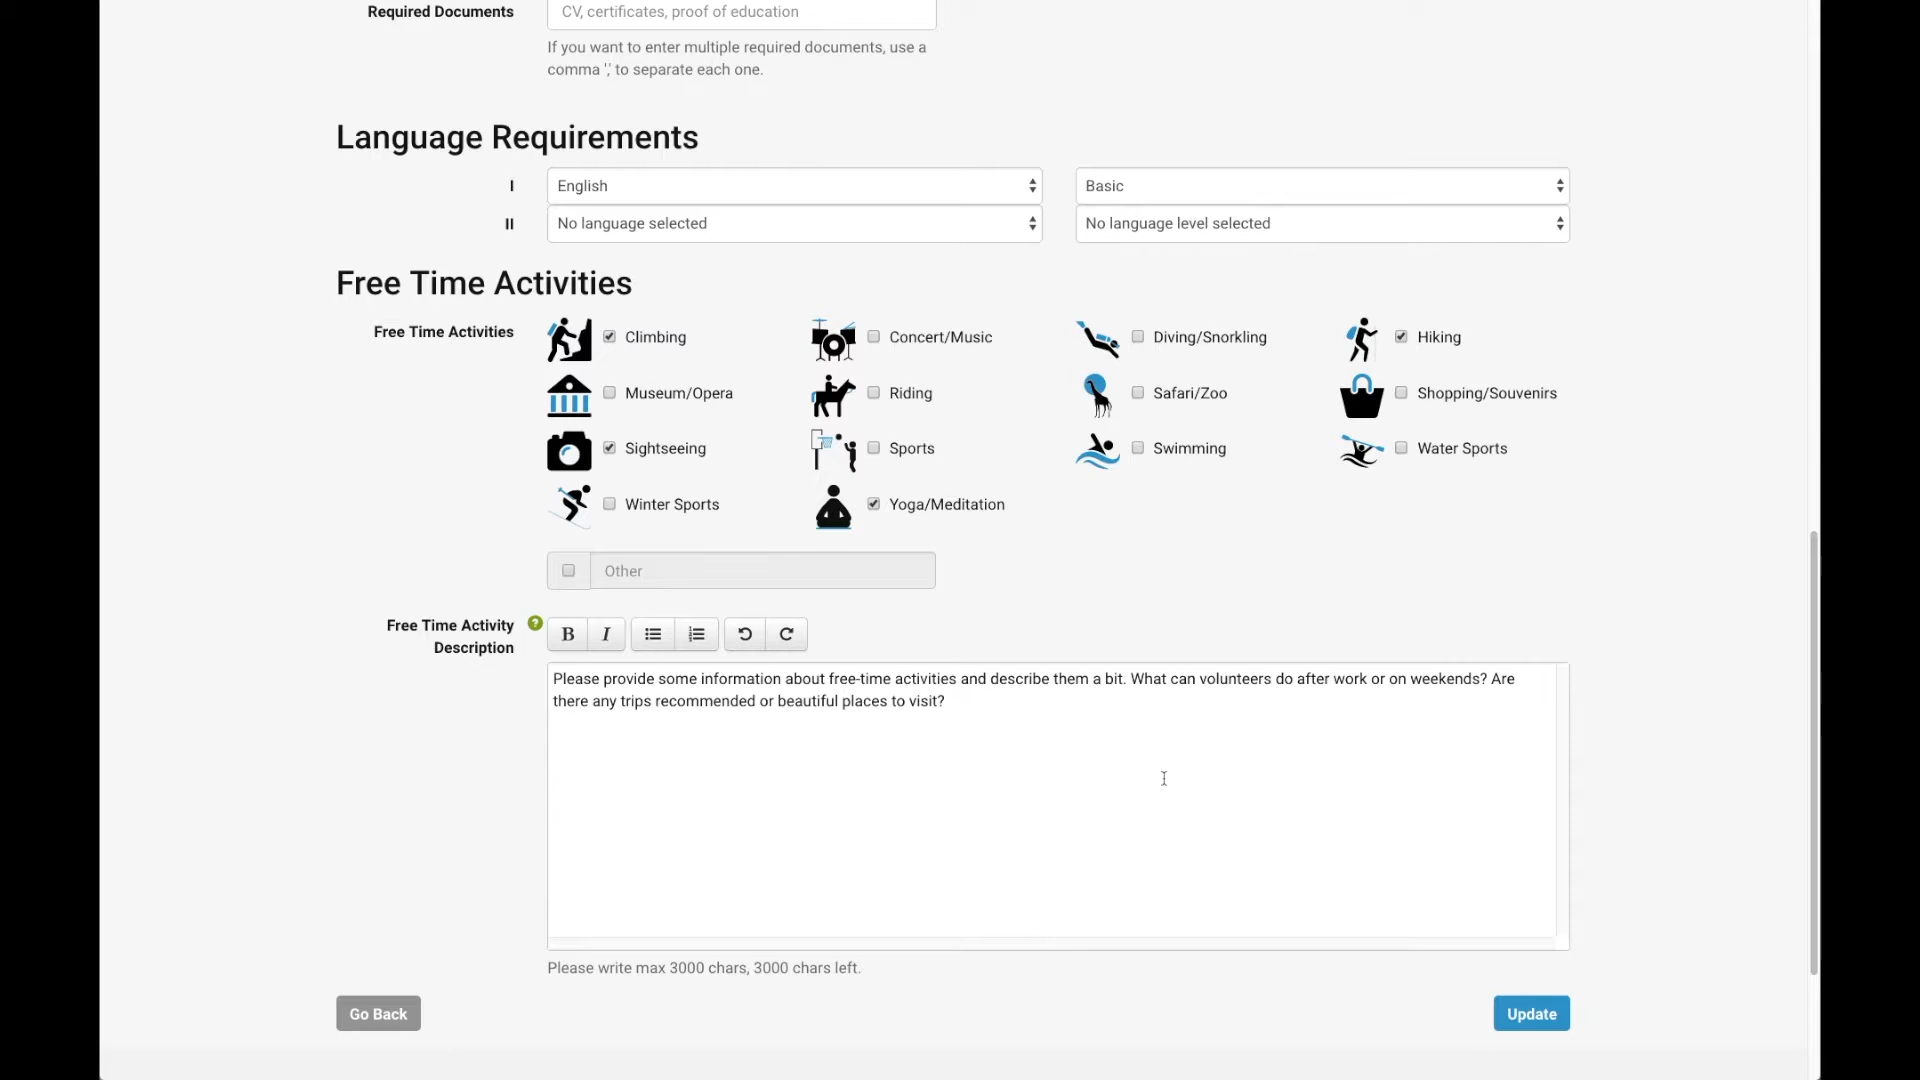 Required Documents
CV, certificates, proof of education
If you want to enter multiple required documents, use a
comma ',' to separate each one.
Language Requirements
I English Basic
II No language selected No language level selected
Free Time Activities
Free Time Activities Climbing Concert/Music Diving/Snorkling Hiking
Museum/Opera Riding Safari/Zoo Shopping/Souvenirs
Sightseeing Sports Swimming Water Sports
Winter Sports Yoga/Meditation
Other
Free Time Activity
Description
? B I
Please provide some information about free-time activities and describe them a bit. What can volunteers do after work or on weekends? Are
there any trips recommended or beautiful places to visit?
Please write max 3000 chars, 3000 chars left.
Go Back Update